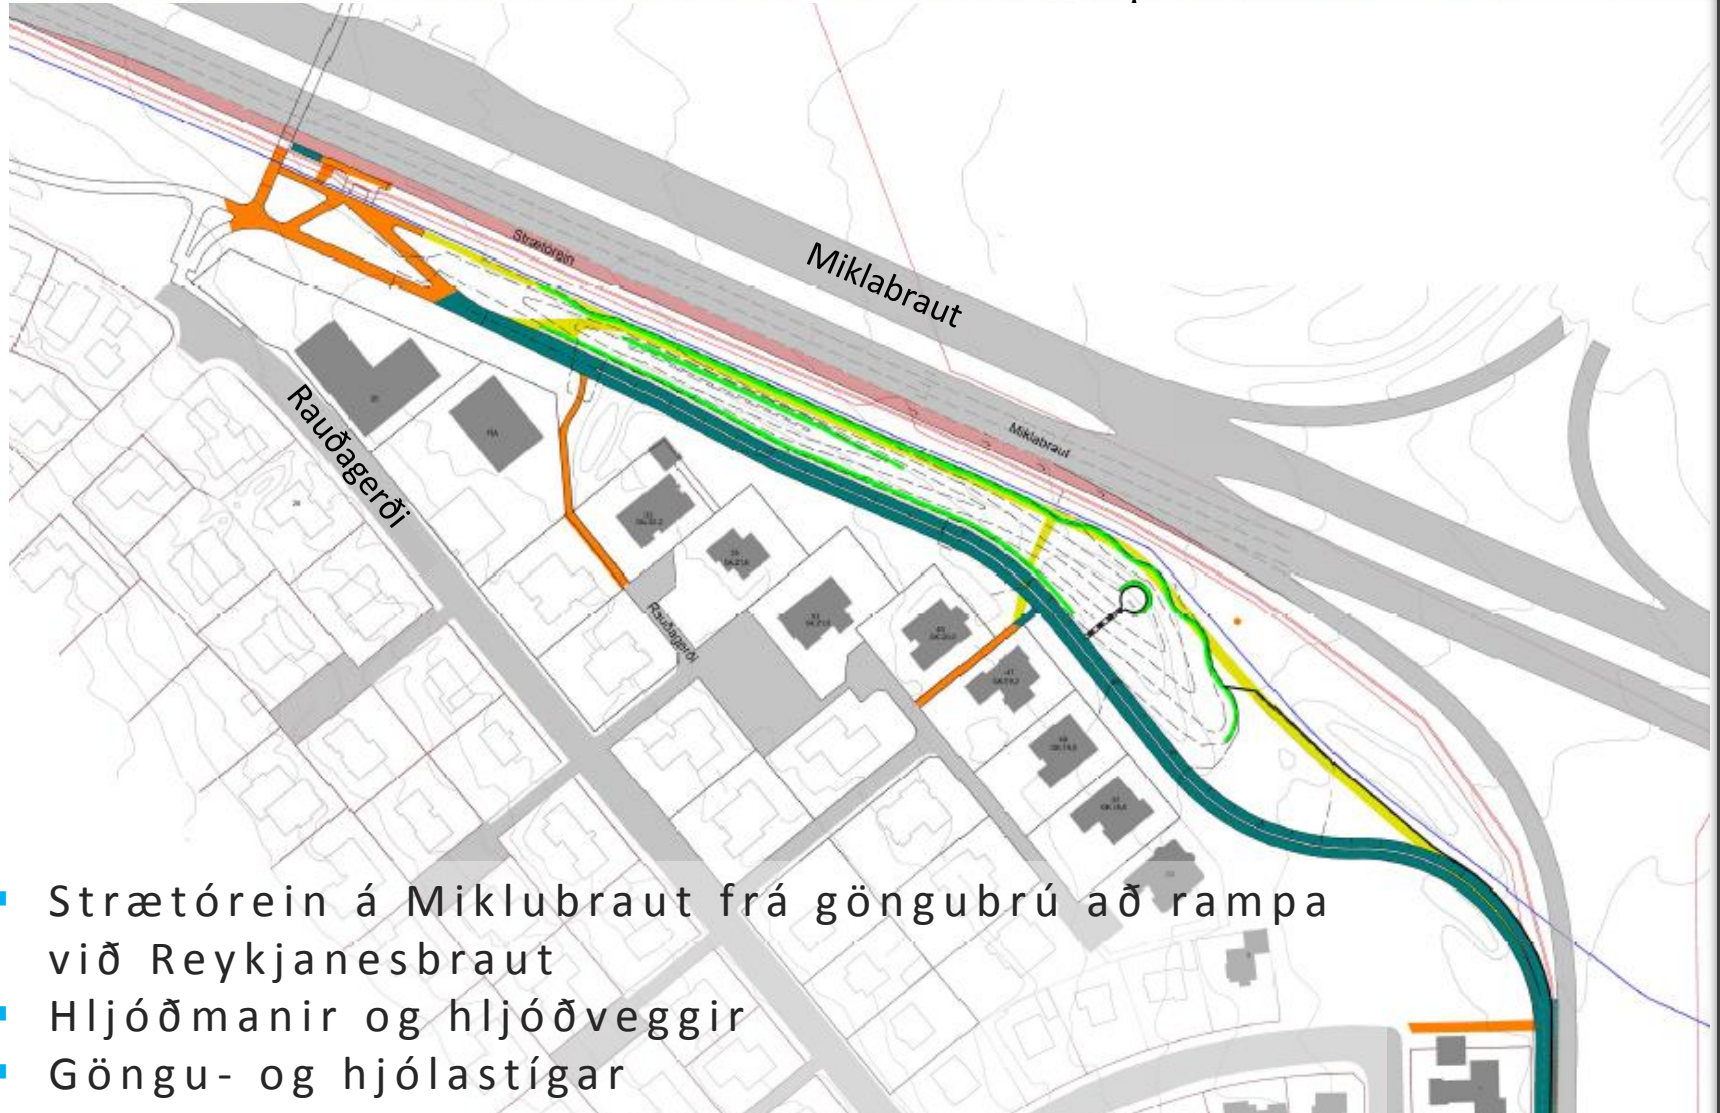 Strætórein
Miklabraut
Miklabraut
Rauðagerði
Rauðagerði
Strætórein á Miklubraut frá göngubrú að rampa
við Reykjanesbraut
Hljóðmanir og hljóðveggir
Göngu- og hjólastígar